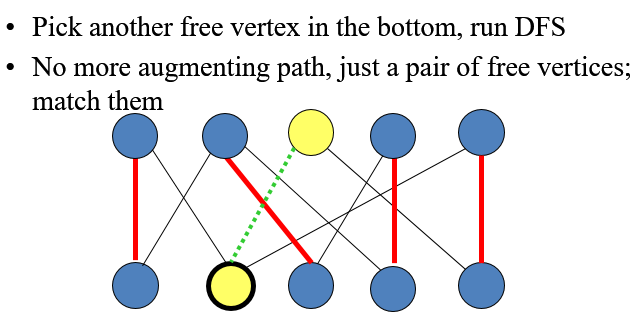 • Pick another free vertex in the bottom, run DFS
• No more augmenting path, just a pair of free vertices;
match them